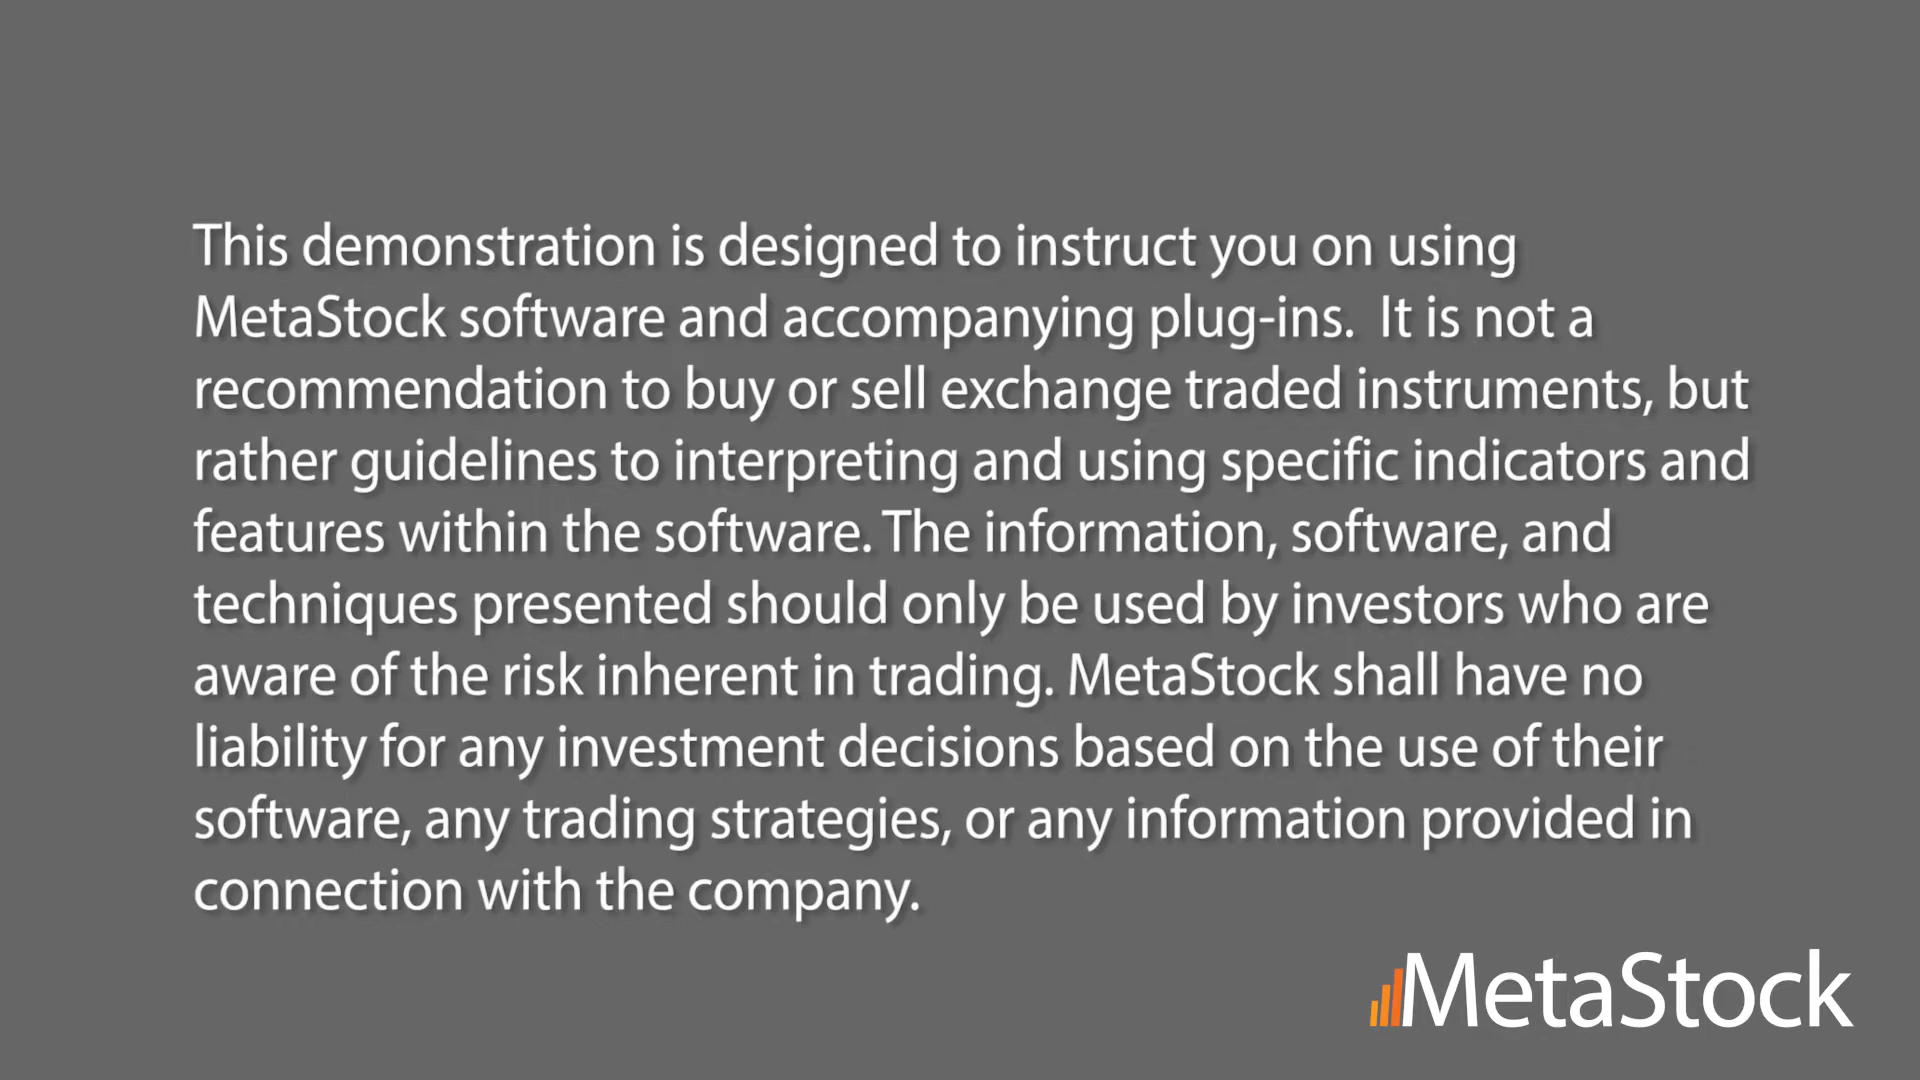 This demonstration is designed to instruct you on using
MetaStock software and accompanying plug-ins.  It is not a
recommendation to buy or sell exchange traded instruments, but
rather guidelines to interpreting and using specific indicators and
features within the software. The information, software, and
techniques presented should only be used by investors who are
aware of the risk inherent in trading. MetaStock shall have no
liability for any investment decisions based on the use of their
software, any trading strategies, or any information provided in
connection with the company.
MetaStock